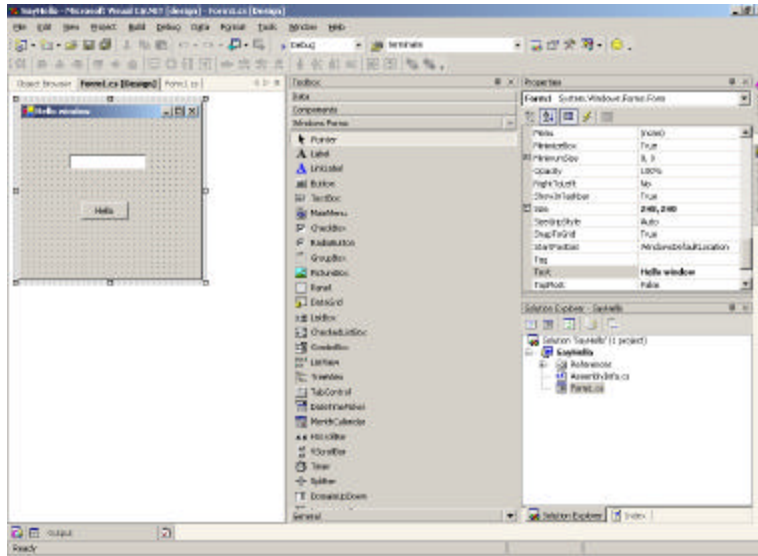 SayHello - Microsoft Visual C#.NET [design] - Form1.cs [Design]
File Edit View Project Build Debug Data Format Tools Window Help
Debug
terminate
Object Browser Form1.cs [Design] Form1.cs
Hello window
Hello
Toolbox
Data
Components
Windows Forms
Pointer
Label
LinkLabel
Button
TextBox
MainMenu
CheckBox
RadioButton
GroupBox
PictureBox
Panel
DataGrid
ListBox
CheckedListBox
ComboBox
ListView
TreeView
TabControl
DateTimePicker
MonthCalendar
HScrollBar
VScrollBar
Timer
Splitter
DomainUpDown
General
Properties
Form1 System.Windows.Forms.Form
Menu (none)
MinimizeBox True
MinimumSize 0, 0
Opacity 100%
RightToLeft No
ShowInTaskbar True
Size 240, 240
SizeGripStyle Auto
SnapToGrid True
StartPosition WindowsDefaultLocation
Tag
Text Hello window
TopMost False
Solution Explorer - SayHello
Solution 'SayHello' (1 project)
SayHello
References
AssemblyInfo.cs
Form1.cs
Solution Explorer Index
Output
Ready